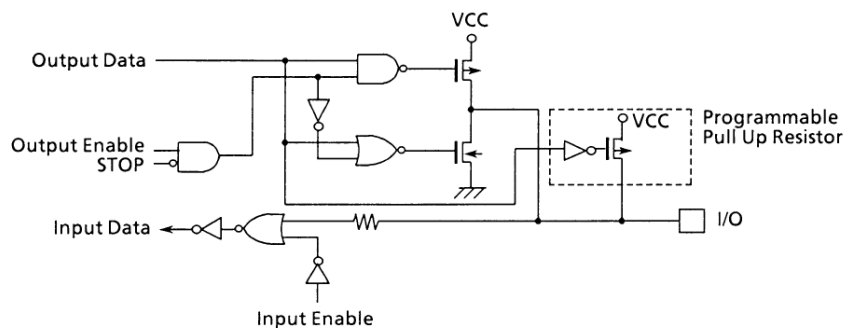 VCC
Output Data
VCC
Programmable
Pull Up Resistor
Output Enable
STOP
Input Data
I/O
Input Enable